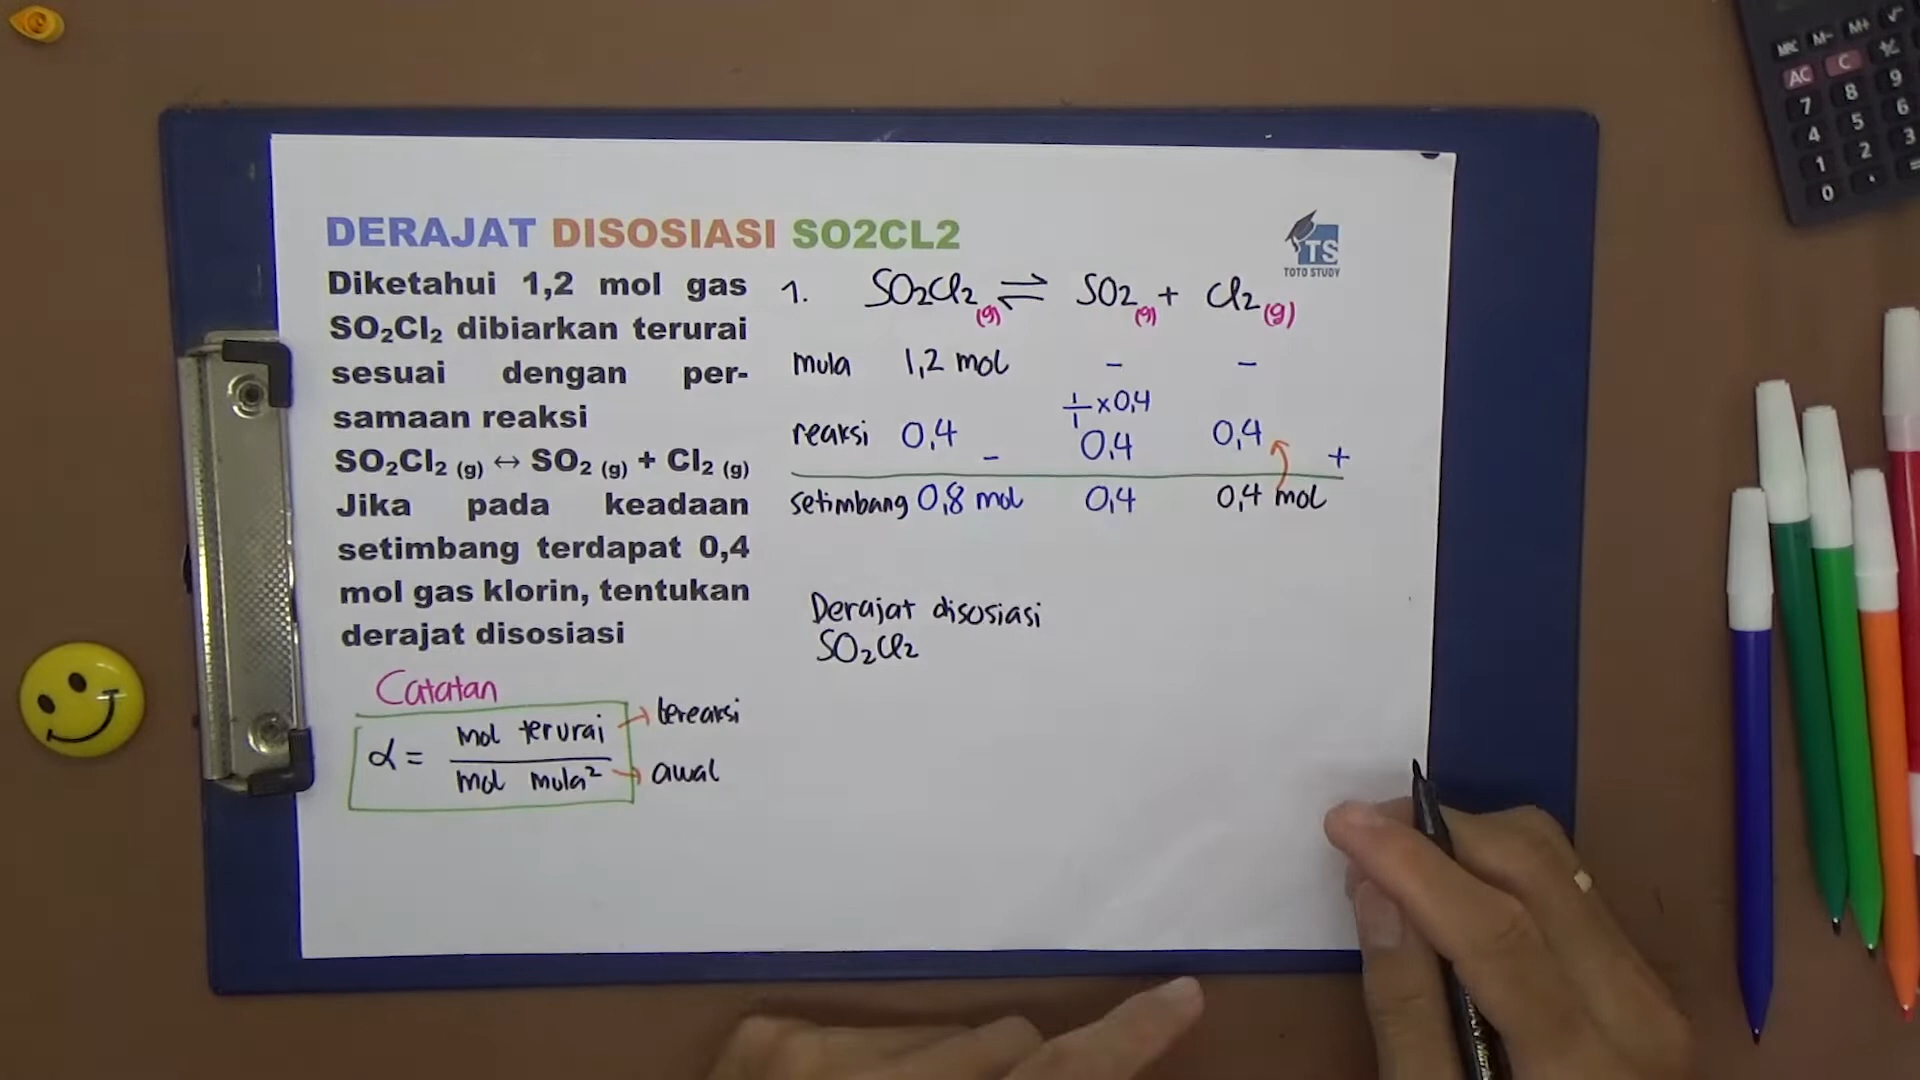 DERAJAT DISOSIASI SO2CL2
TS
TOTO STUDY
Diketahui 1,2 mol gas
SO₂Cl₂ dibiarkan terurai
sesuai dengan per-
samaan reaksi
SO₂Cl₂ (g) ↔ SO₂ (g) + Cl₂ (g)
Jika pada keadaan
setimbang terdapat 0,4
mol gas klorin, tentukan
derajat disosiasi
Catatan
α = mol terurai → bereaksi
mol mula² → awal
1. SO₂Cl₂ (g) ⇌ SO₂ (g) + Cl₂ (g)
mula 1,2 mol - -
1/1 x 0,4
reaksi 0,4 - 0,4 0,4 +
setimbang 0,8 mol 0,4 0,4 mol
Derajat disosiasi
SO₂Cl₂
MRC M- M+ √
AC C +/-
7 8 9
4 5 6
1 2 3
0 . =